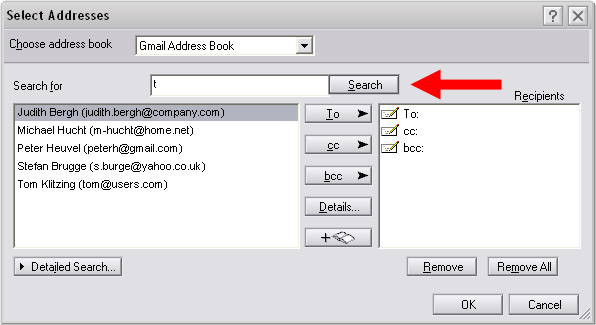 Select Addresses
Choose address book Gmail Address Book
Search for t Search
Recipients
Judith Bergh (judith.bergh@company.com)
Michael Hucht (m-hucht@home.net)
Peter Heuvel (peterh@gmail.com)
Stefan Brugge (s.burge@yahoo.co.uk)
Tom Klitzing (tom@users.com)
To
cc
bcc
Details...
+
To:
cc:
bcc:
Detailed Search...
Remove Remove All
OK Cancel